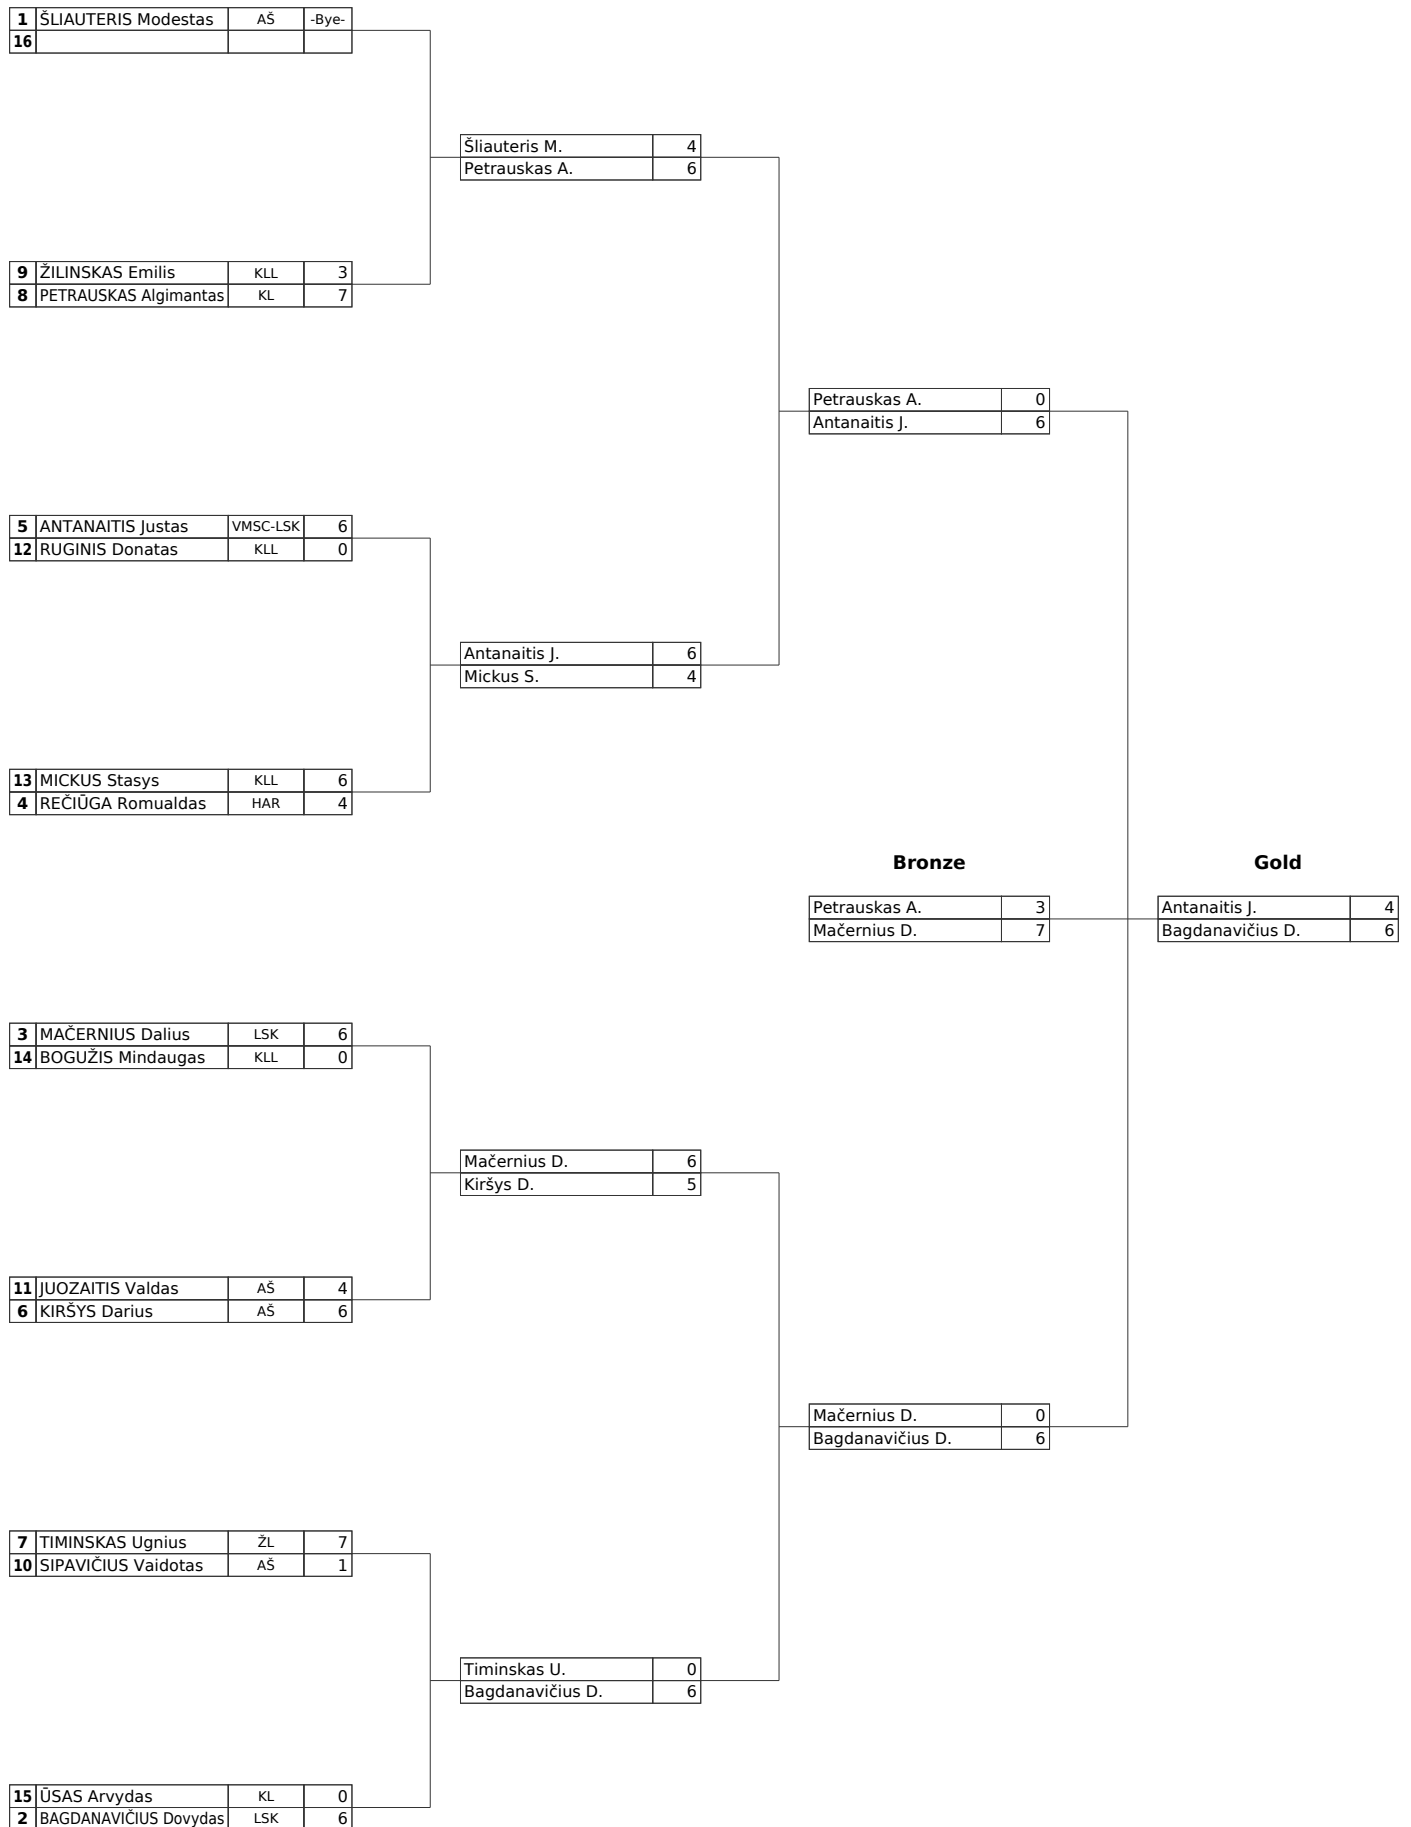 1 ŠLIAUTERIS Modestas AŠ -Bye-
16
Šliauteris M. 4
Petrauskas A. 6
9 ŽILINSKAS Emilis KLL 3
8 PETRAUSKAS Algimantas KL 7
Petrauskas A. 0
Antanaitis J. 6
5 ANTANAITIS Justas VMSC-LSK 6
12 RUGINIS Donatas KLL 0
Antanaitis J. 6
Mickus S. 4
13 MICKUS Stasys KLL 6
4 REČIŪGA Romualdas HAR 4
Bronze Gold
Petrauskas A. 3 Antanaitis J. 4
Mačernius D. 7 Bagdanavičius D. 6
3 MAČERNIUS Dalius LSK 6
14 BOGUŽIS Mindaugas KLL 0
Mačernius D. 6
Kiršys D. 5
11 JUOZAITIS Valdas AŠ 4
6 KIRŠYS Darius AŠ 6
Mačernius D. 0
Bagdanavičius D. 6
7 TIMINSKAS Ugnius ŽL 7
10 SIPAVIČIUS Vaidotas AŠ 1
Timinskas U. 0
Bagdanavičius D. 6
15 ŪSAS Arvydas KL 0
2 BAGDANAVIČIUS Dovydas LSK 6